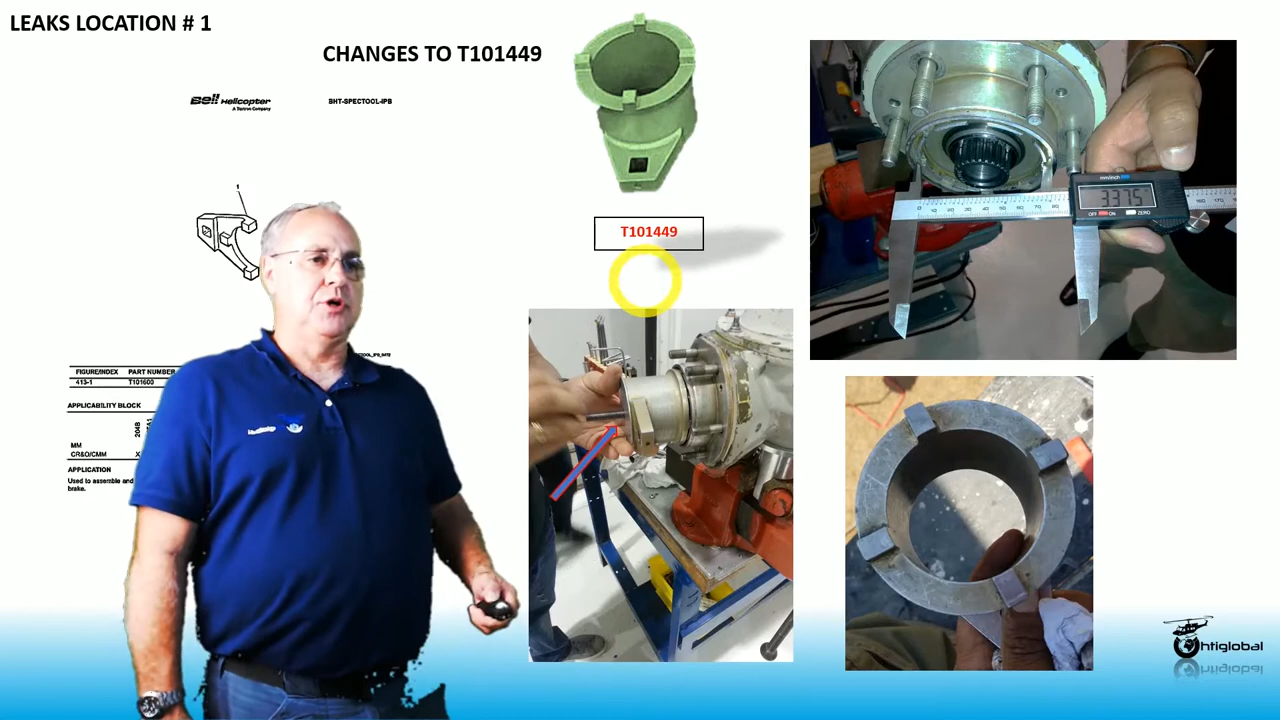 LEAKS LOCATION # 1
CHANGES TO T101449
Bell Helicopter
A Textron Company
BHT-SPECTOOL-IPB
1
T101449
mm/inch
3.375
OFF ON ZERO
FIGURE/INDEX PART NUMBER
413-1 T101600
APPLICABILITY BLOCK
204B
MM
CR&O/CMM X
APPLICATION
Used to assemble and
brake.
htiglobal